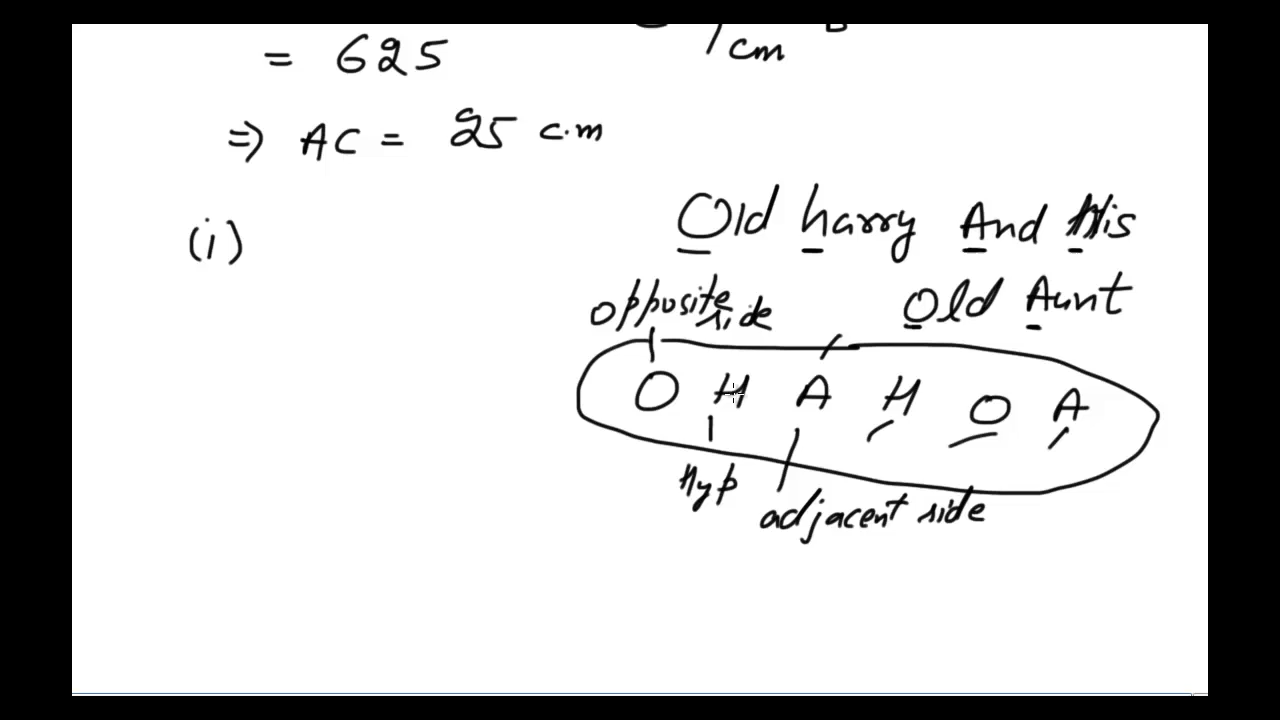 = 625
cm
⇒ AC = 25 c.m
(i)
Old harry And His
Old Aunt
opposite
side
O H A H O A
Hyp
adjacent side